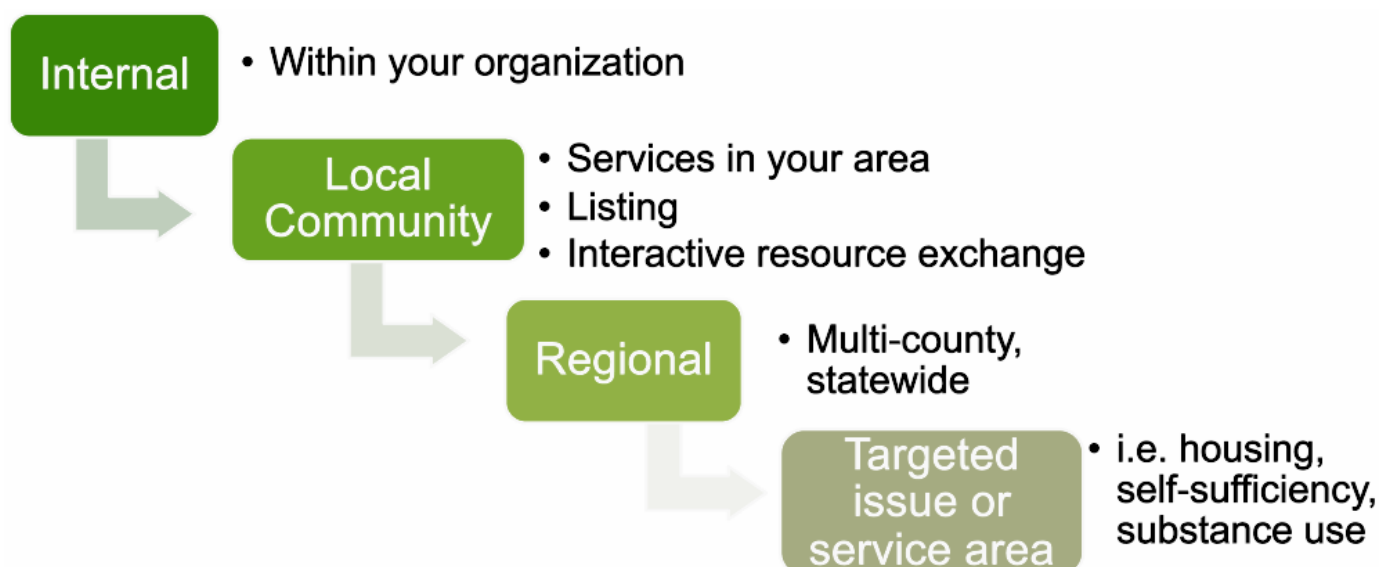 Internal
• Within your organization
Local
Community
• Services in your area
• Listing
• Interactive resource exchange
Regional
• Multi-county,
statewide
Targeted
issue or
service area
• i.e. housing,
self-sufficiency,
substance use